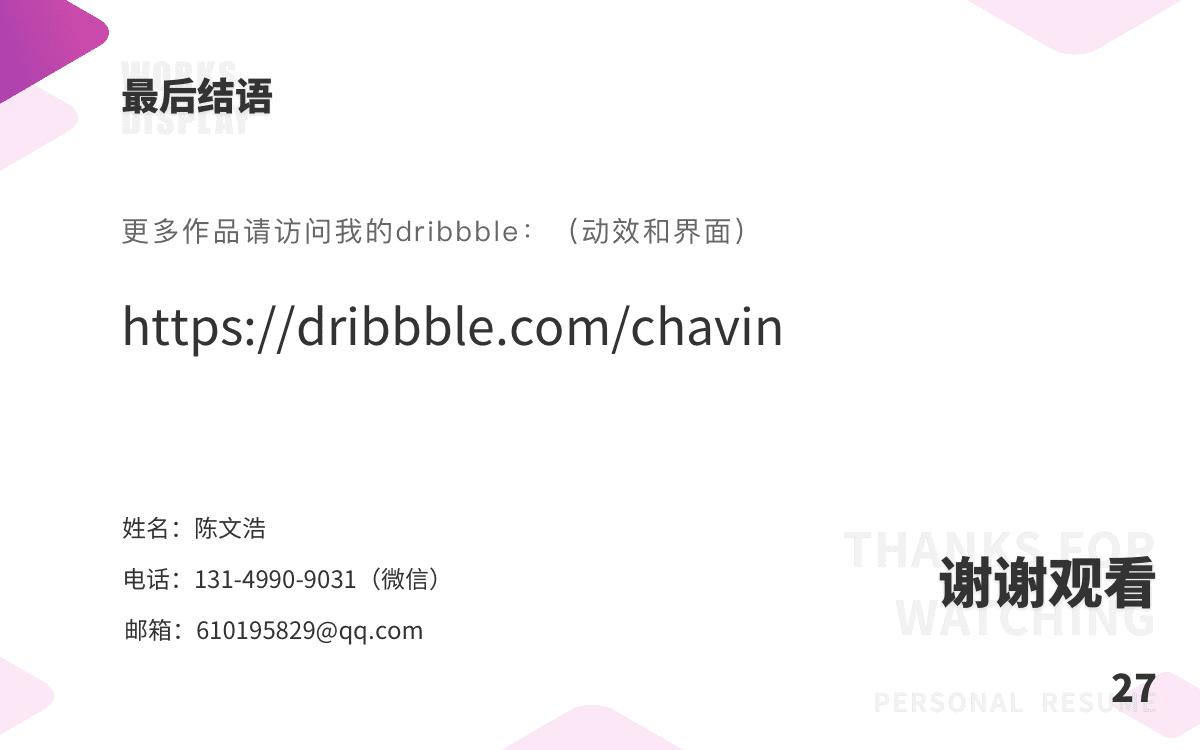 WORKS
最后结语
DISPLAY
更多作品请访问我的dribbble：（动效和界面）
https://dribbble.com/chavin
姓名：陈文浩
电话：131-4990-9031（微信）
邮箱：610195829@qq.com
THANKS FOR
谢谢观看
WATCHING
27
PERSONAL RESUME